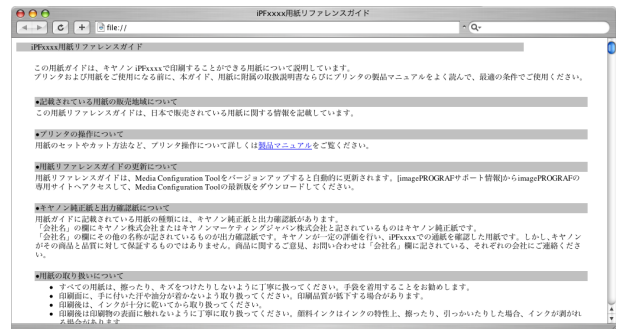 iPFxxxx用紙リファレンスガイド
file://
Q
iPFxxxx用紙リファレンスガイド
この用紙ガイドは、キヤノン iPFxxxxで印刷することができる用紙について説明しています。
プリンタおよび用紙をご使用になる前に、本ガイド、用紙に附属の取扱説明書ならびにプリンタの製品マニュアルをよく読んで、最適の条件でご使用ください。
●記載されている用紙の販売地域について
この用紙リファレンスガイドは、日本で販売されている用紙に関する情報を記載しています。
●プリンタの操作について
用紙のセットやカット方法など、プリンタ操作について詳しくは製品マニュアルをご覧ください。
●用紙リファレンスガイドの更新について
用紙リファレンスガイドは、Media Configuration Toolをバージョンアップすると自動的に更新されます。[imagePROGRAFサポート情報]からimagePROGRAFの
専用サイトへアクセスして、Media Configuration Toolの最新版をダウンロードしてください。
●キヤノン純正紙と出力確認紙について
用紙ガイドに記載されている用紙の種類には、キヤノン純正紙と出力確認紙があります。
「会社名」の欄にキヤノン株式会社またはキヤノンマーケティングジャパン株式会社と記されているものはキヤノン純正紙です。
「会社名」の欄にその他の名称が記されているものが出力確認紙です。キヤノンが一定の評価を行い、iPFxxxxでの通紙を確認した用紙です。しかし、キヤノン
がその商品と品質に対して保証するものではありません。商品に関するご意見、お問い合わせは「会社名」欄に記されている、それぞれの会社にご連絡くださ
い。
●用紙の取り扱いについて
• すべての用紙は、擦ったり、キズをつけたりしないように丁寧に扱ってください。手袋を着用することをお勧めします。
• 印刷面に、手に付いた汗や油分が着かないよう取り扱ってください。印刷品質が低下する場合があります。
• 印刷後は、インクが十分に乾いてから取り扱ってください。
• 印刷後は印刷物の表面に触れないように丁寧に取り扱ってください。顔料インクはインクの特性上、擦ったり、引っかいたりした場合、インクが剥がれ
る場合があります。